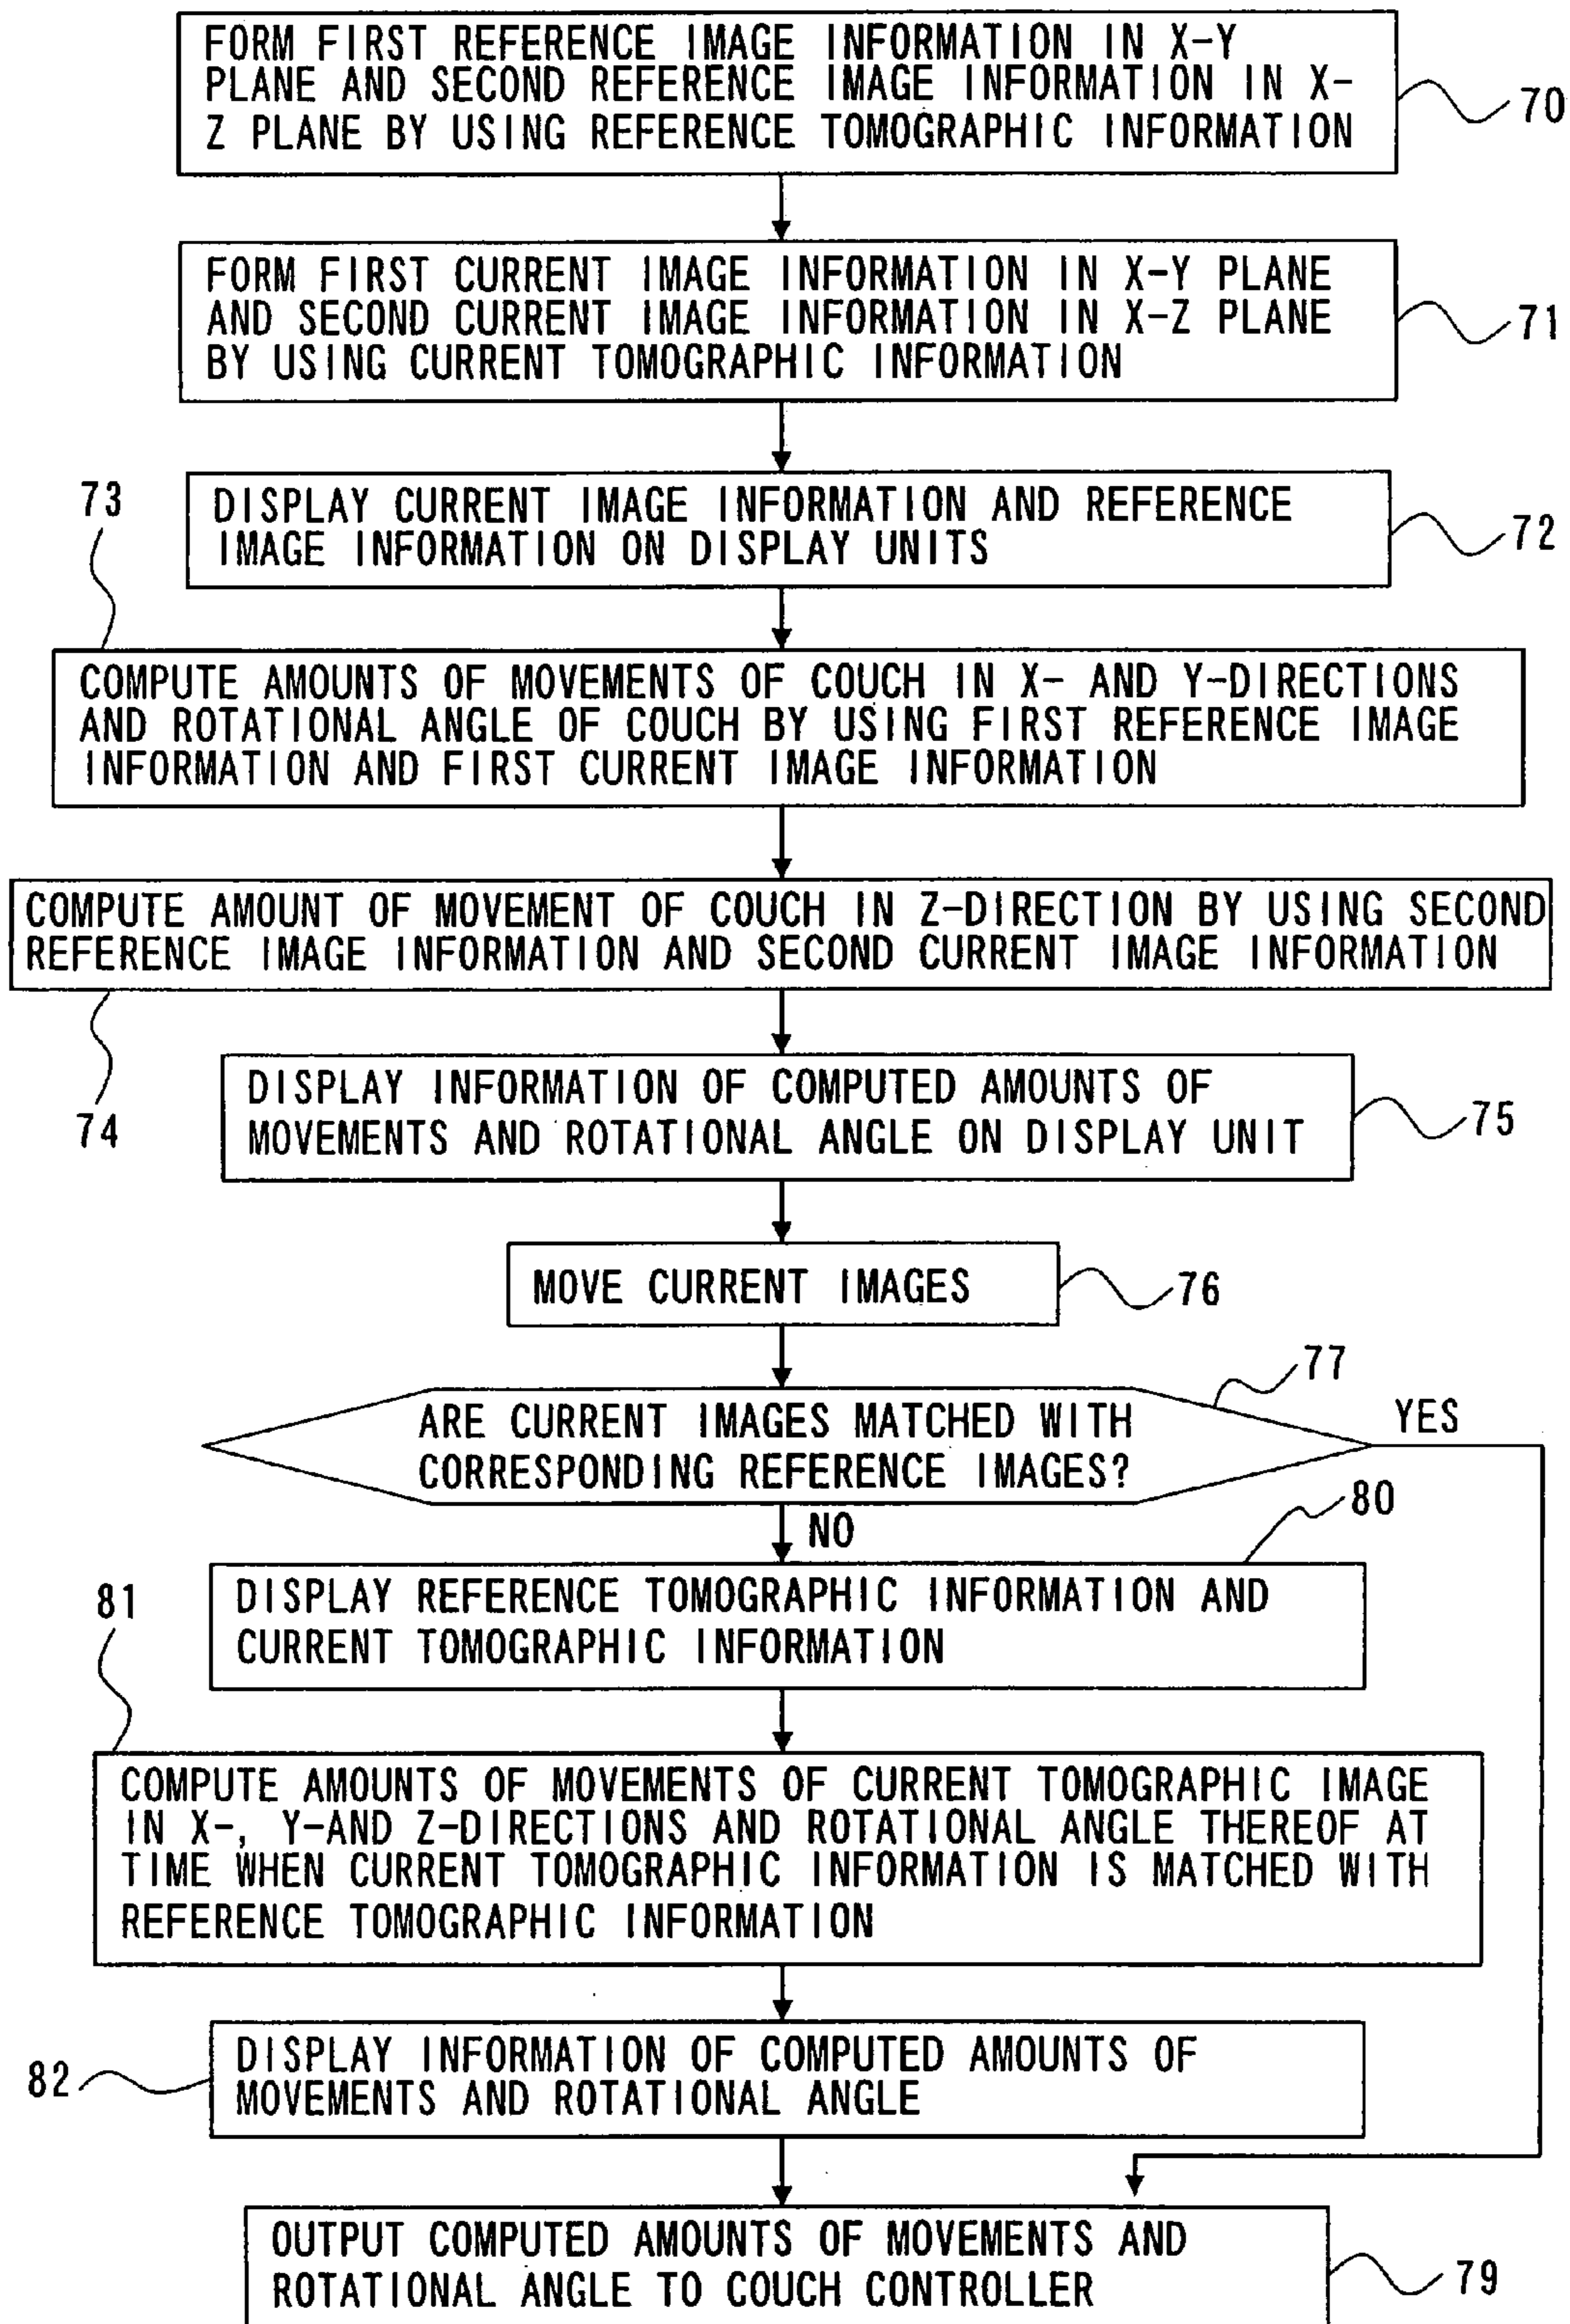 FORM FIRST REFERENCE IMAGE INFORMATION IN X-Y
PLANE AND SECOND REFERENCE IMAGE INFORMATION IN X-
Z PLANE BY USING REFERENCE TOMOGRAPHIC INFORMATION
70
FORM FIRST CURRENT IMAGE INFORMATION IN X-Y PLANE
AND SECOND CURRENT IMAGE INFORMATION IN X-Z PLANE
BY USING CURRENT TOMOGRAPHIC INFORMATION
71
DISPLAY CURRENT IMAGE INFORMATION AND REFERENCE
IMAGE INFORMATION ON DISPLAY UNITS
72
73
COMPUTE AMOUNTS OF MOVEMENTS OF COUCH IN X- AND Y-DIRECTIONS
AND ROTATIONAL ANGLE OF COUCH BY USING FIRST REFERENCE IMAGE
INFORMATION AND FIRST CURRENT IMAGE INFORMATION
COMPUTE AMOUNT OF MOVEMENT OF COUCH IN Z-DIRECTION BY USING SECOND
REFERENCE IMAGE INFORMATION AND SECOND CURRENT IMAGE INFORMATION
74
DISPLAY INFORMATION OF COMPUTED AMOUNTS OF
MOVEMENTS AND ROTATIONAL ANGLE ON DISPLAY UNIT
75
MOVE CURRENT IMAGES
76
77
ARE CURRENT IMAGES MATCHED WITH
CORRESPONDING REFERENCE IMAGES?
YES
NO
80
DISPLAY REFERENCE TOMOGRAPHIC INFORMATION AND
CURRENT TOMOGRAPHIC INFORMATION
81
COMPUTE AMOUNTS OF MOVEMENTS OF CURRENT TOMOGRAPHIC IMAGE
IN X-, Y-AND Z-DIRECTIONS AND ROTATIONAL ANGLE THEREOF AT
TIME WHEN CURRENT TOMOGRAPHIC INFORMATION IS MATCHED WITH
REFERENCE TOMOGRAPHIC INFORMATION
82
DISPLAY INFORMATION OF COMPUTED AMOUNTS OF
MOVEMENTS AND ROTATIONAL ANGLE
OUTPUT COMPUTED AMOUNTS OF MOVEMENTS AND
ROTATIONAL ANGLE TO COUCH CONTROLLER
79